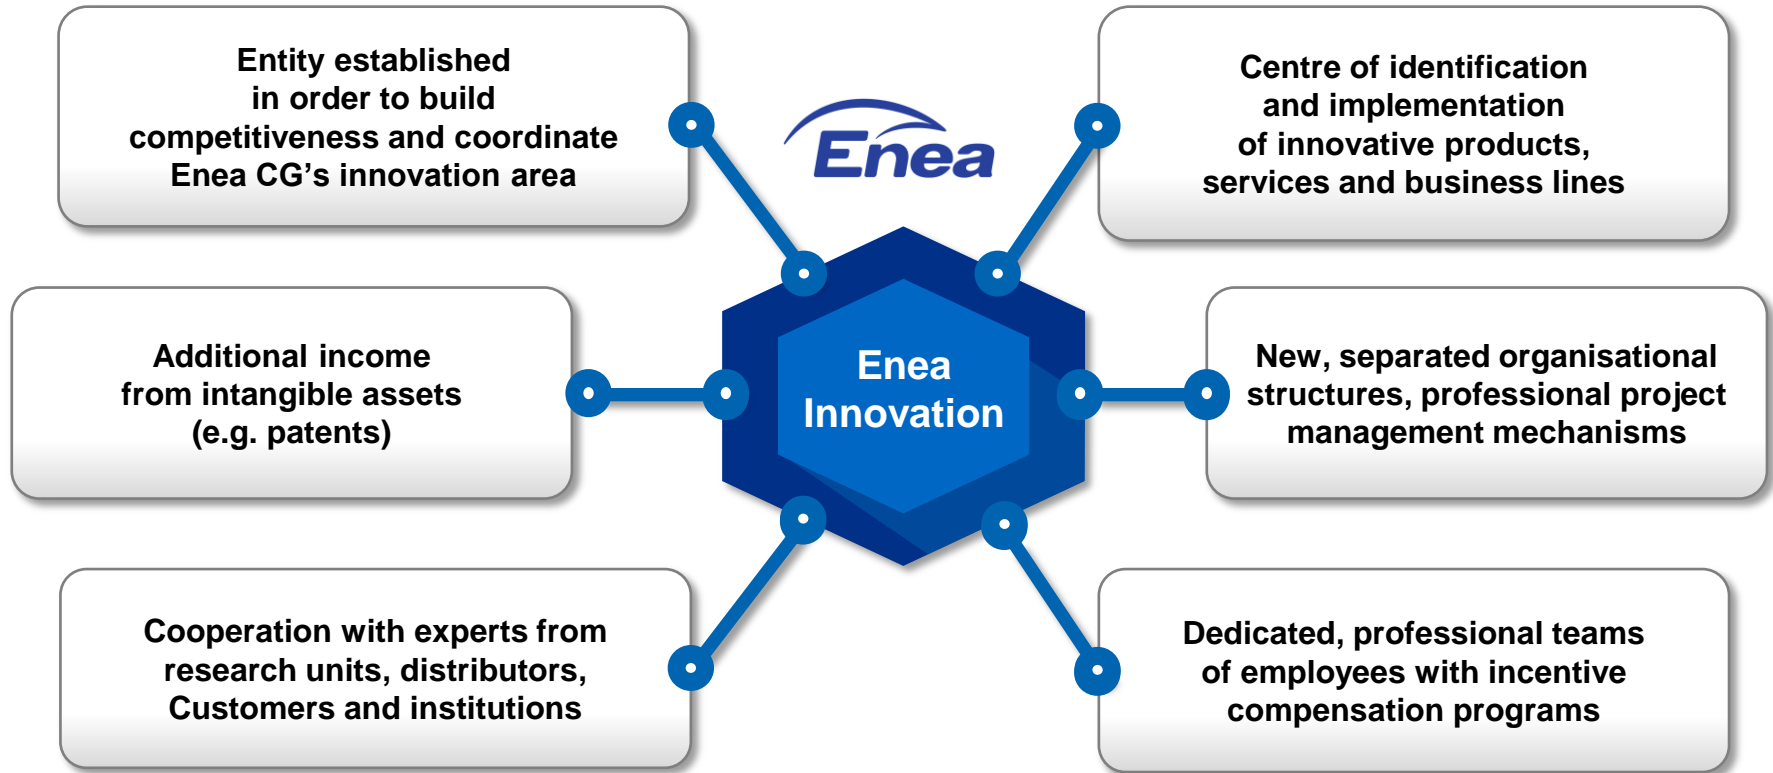 Entity established
in order to build
competitiveness and coordinate
Enea CG's innovation area
Enea
Centre of identification
and implementation
of innovative products,
services and business lines
Additional income
from intangible assets
(e.g. patents)
Enea
Innovation
New, separated organisational
structures, professional project
management mechanisms
Cooperation with experts from
research units, distributors,
Customers and institutions
Dedicated, professional teams
of employees with incentive
compensation programs